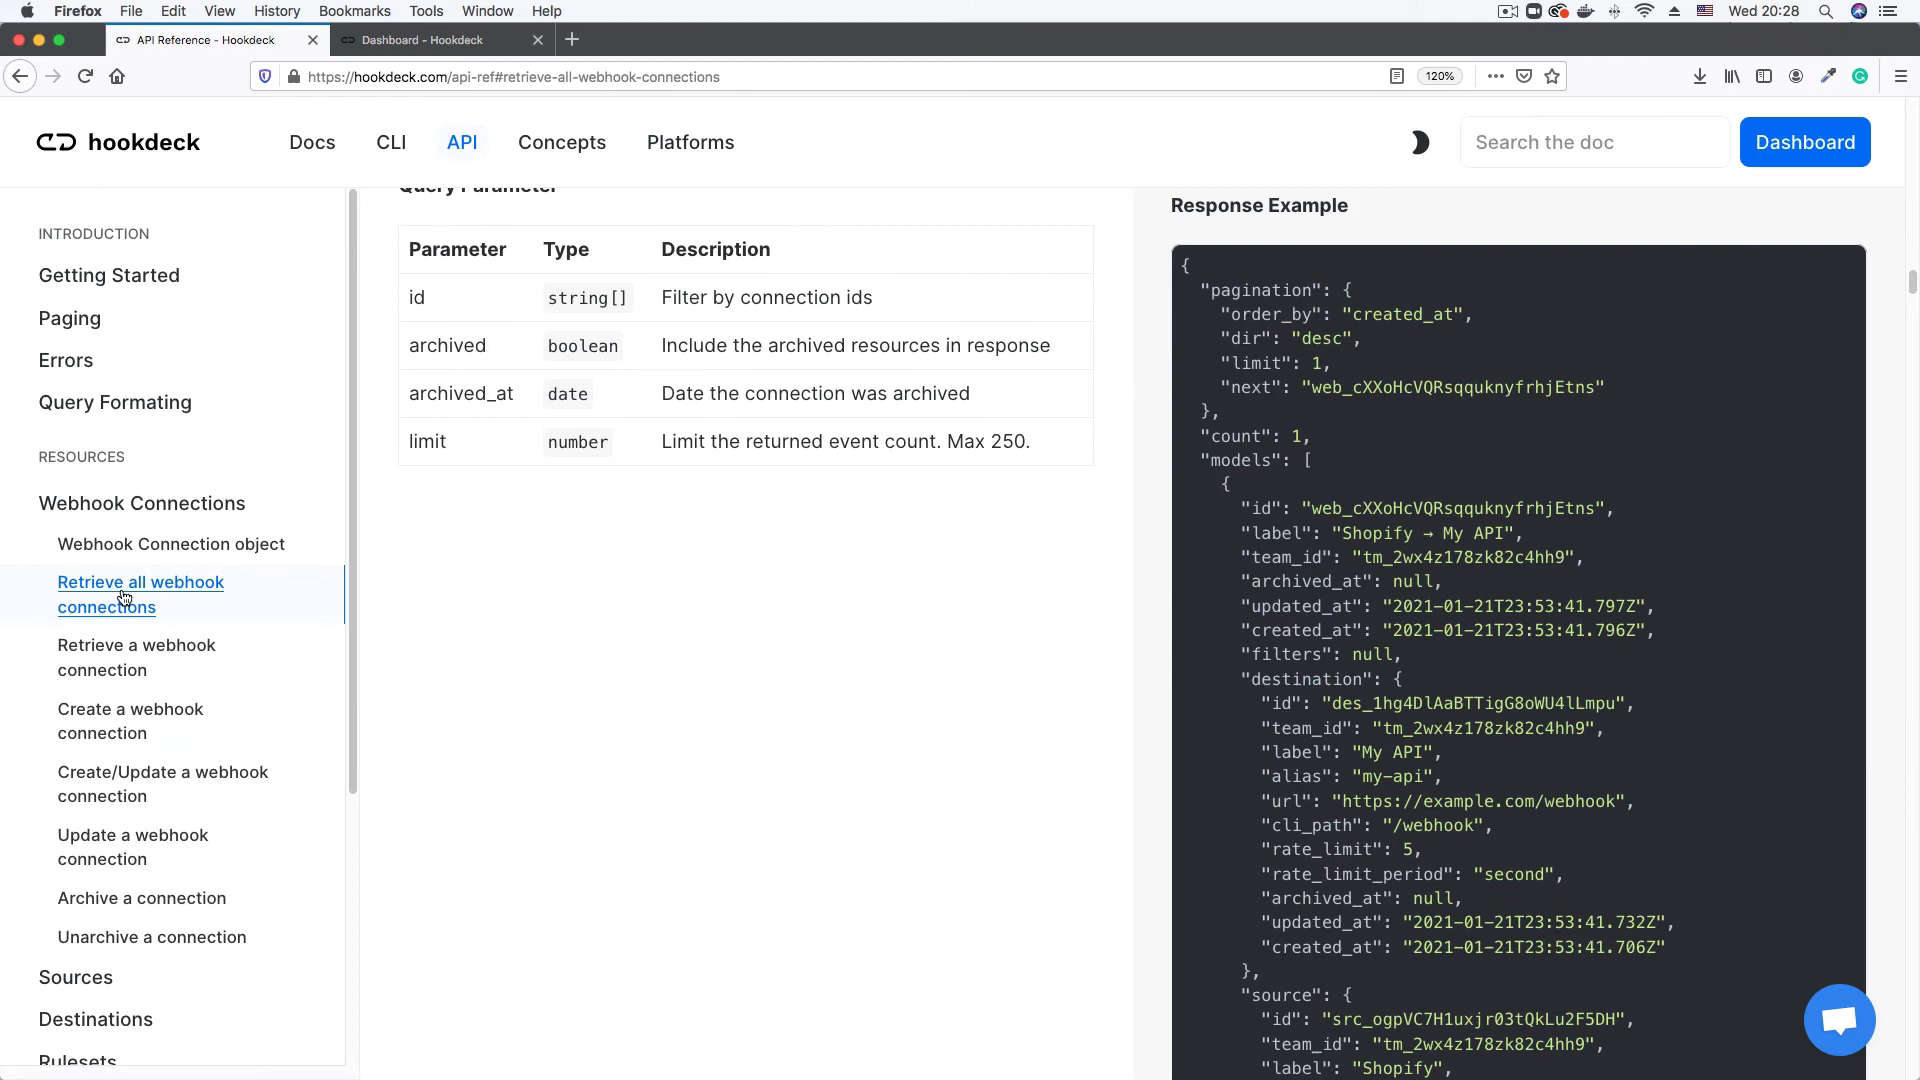 Firefox File Edit View History Bookmarks Tools Window Help Wed 20:28
API Reference - Hookdeck Dashboard - Hookdeck
https://hookdeck.com/api-ref#retrieve-all-webhook-connections 120%
hookdeck Docs CLI API Concepts Platforms Search the doc Dashboard
INTRODUCTION
Getting Started
Paging
Errors
Query Formating
RESOURCES
Webhook Connections
Webhook Connection object
Retrieve all webhook
connections
Retrieve a webhook
connection
Create a webhook
connection
Create/Update a webhook
connection
Update a webhook
connection
Archive a connection
Unarchive a connection
Sources
Destinations
Rulesets
Query Parameter
Parameter Type Description
id string[] Filter by connection ids
archived boolean Include the archived resources in response
archived_at date Date the connection was archived
limit number Limit the returned event count. Max 250.
Response Example
{
"pagination": {
"order_by": "created_at",
"dir": "desc",
"limit": 1,
"next": "web_cXXoHcVQRsqquknyfrhjEtns"
},
"count": 1,
"models": [
{
"id": "web_cXXoHcVQRsqquknyfrhjEtns",
"label": "Shopify → My API",
"team_id": "tm_2wx4z178zk82c4hh9",
"archived_at": null,
"updated_at": "2021-01-21T23:53:41.797Z",
"created_at": "2021-01-21T23:53:41.796Z",
"filters": null,
"destination": {
"id": "des_1hg4DlAaBTTigG8oWU4lLmpu",
"team_id": "tm_2wx4z178zk82c4hh9",
"label": "My API",
"alias": "my-api",
"url": "https://example.com/webhook",
"cli_path": "/webhook",
"rate_limit": 5,
"rate_limit_period": "second",
"archived_at": null,
"updated_at": "2021-01-21T23:53:41.732Z",
"created_at": "2021-01-21T23:53:41.706Z"
},
"source": {
"id": "src_ogpVC7H1uxjr03tQkLu2F5DH",
"team_id": "tm_2wx4z178zk82c4hh9",
"label": "Shopify",